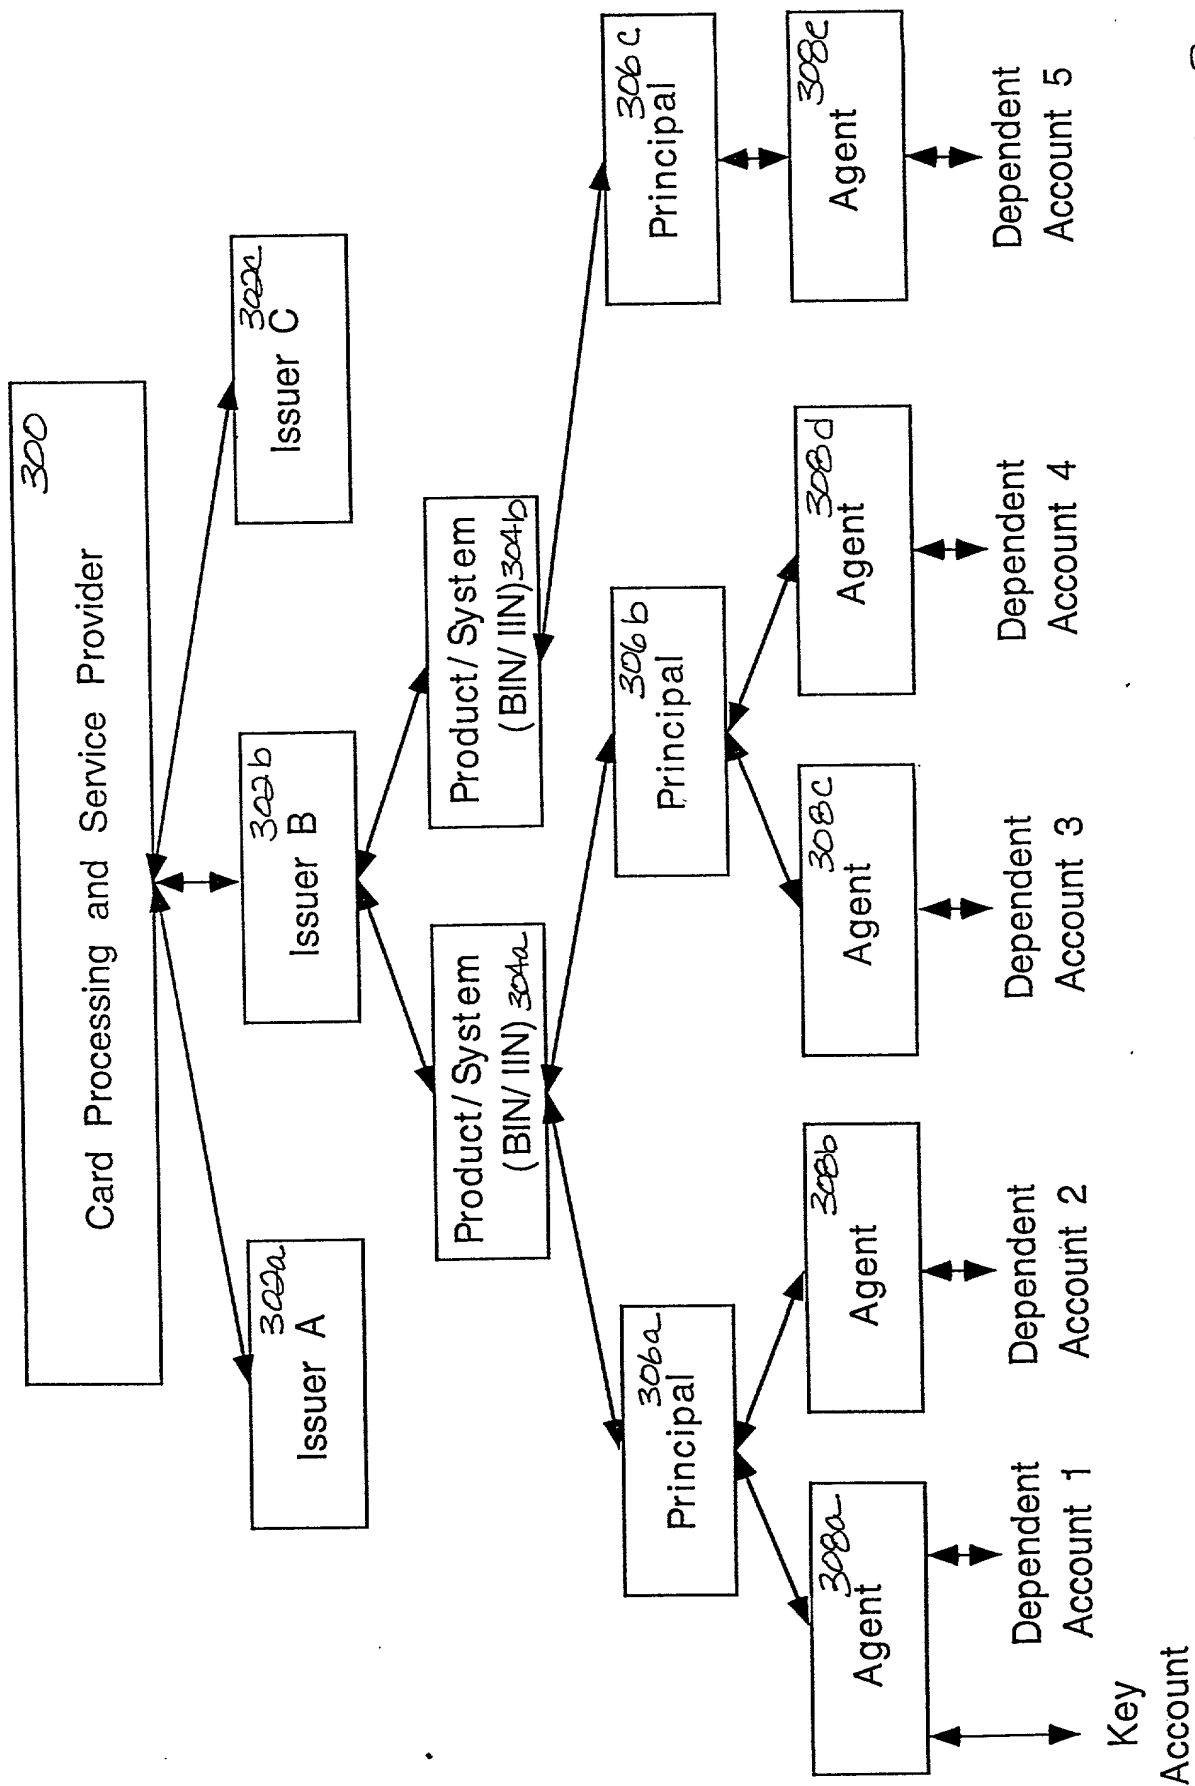 300
Card Processing and Service Provider
302a
Issuer A
302b
Issuer B
302c
Issuer C
Product/System
(BIN/IIN) 304a
Product/System
(BIN/IIN) 304b
306a
Principal
306b
Principal
306c
Principal
308a
Agent
308b
Agent
308c
Agent
308d
Agent
308e
Agent
Key
Account
Dependent
Account 1
Dependent
Account 2
Dependent
Account 3
Dependent
Account 4
Dependent
Account 5